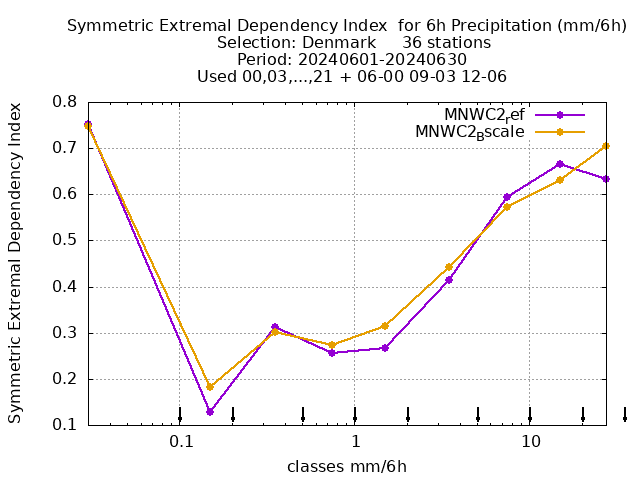 Symmetric Extremal Dependency Index  for 6h Precipitation (mm/6h)
Selection: Denmark     36 stations
Period: 20240601-20240630
Used 00,03,...,21 + 06-00 09-03 12-06
MNWC2ref
MNWC2Bscale
Symmetric Extremal Dependency Index
0.8
0.7
0.6
0.5
0.4
0.3
0.2
0.1
0.1 1 10
classes mm/6h